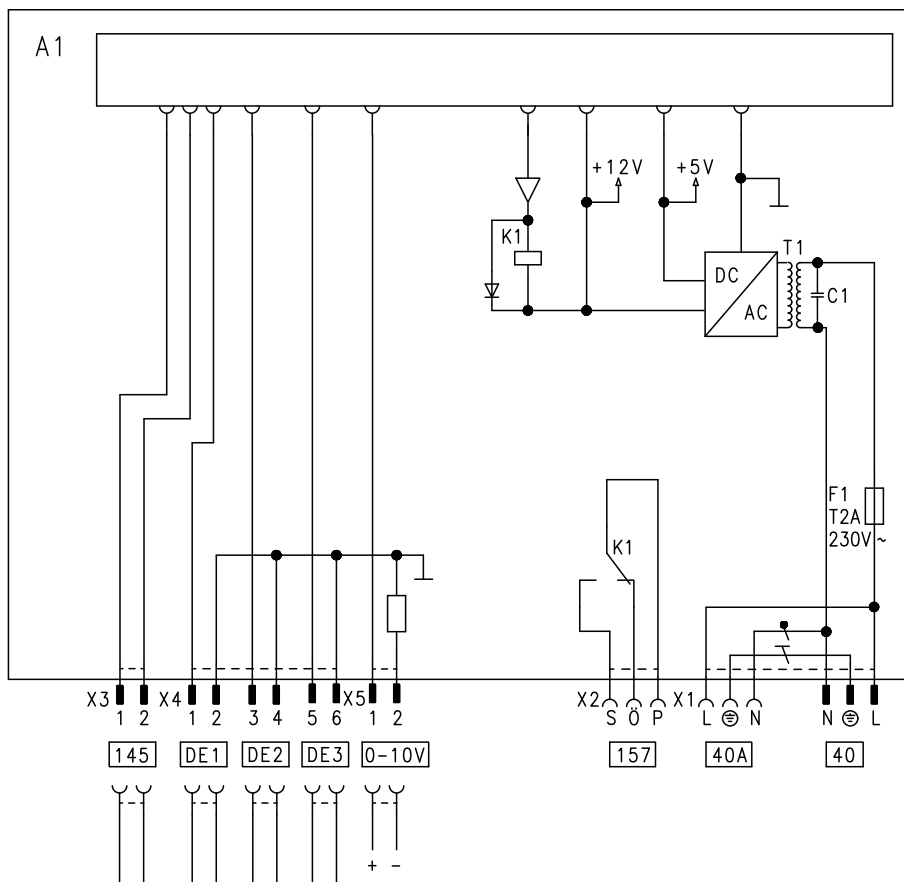 A1
+12V
+5V
K1
T1
DC
AC
C1
F1
T2A
230V~
K1
X3
X4
X5
X2
X1
1 2 1 2 3 4 5 6 1 2
S Ö P L N N L
145
DE1
DE2
DE3
0-10V
157
40A
40
+ -